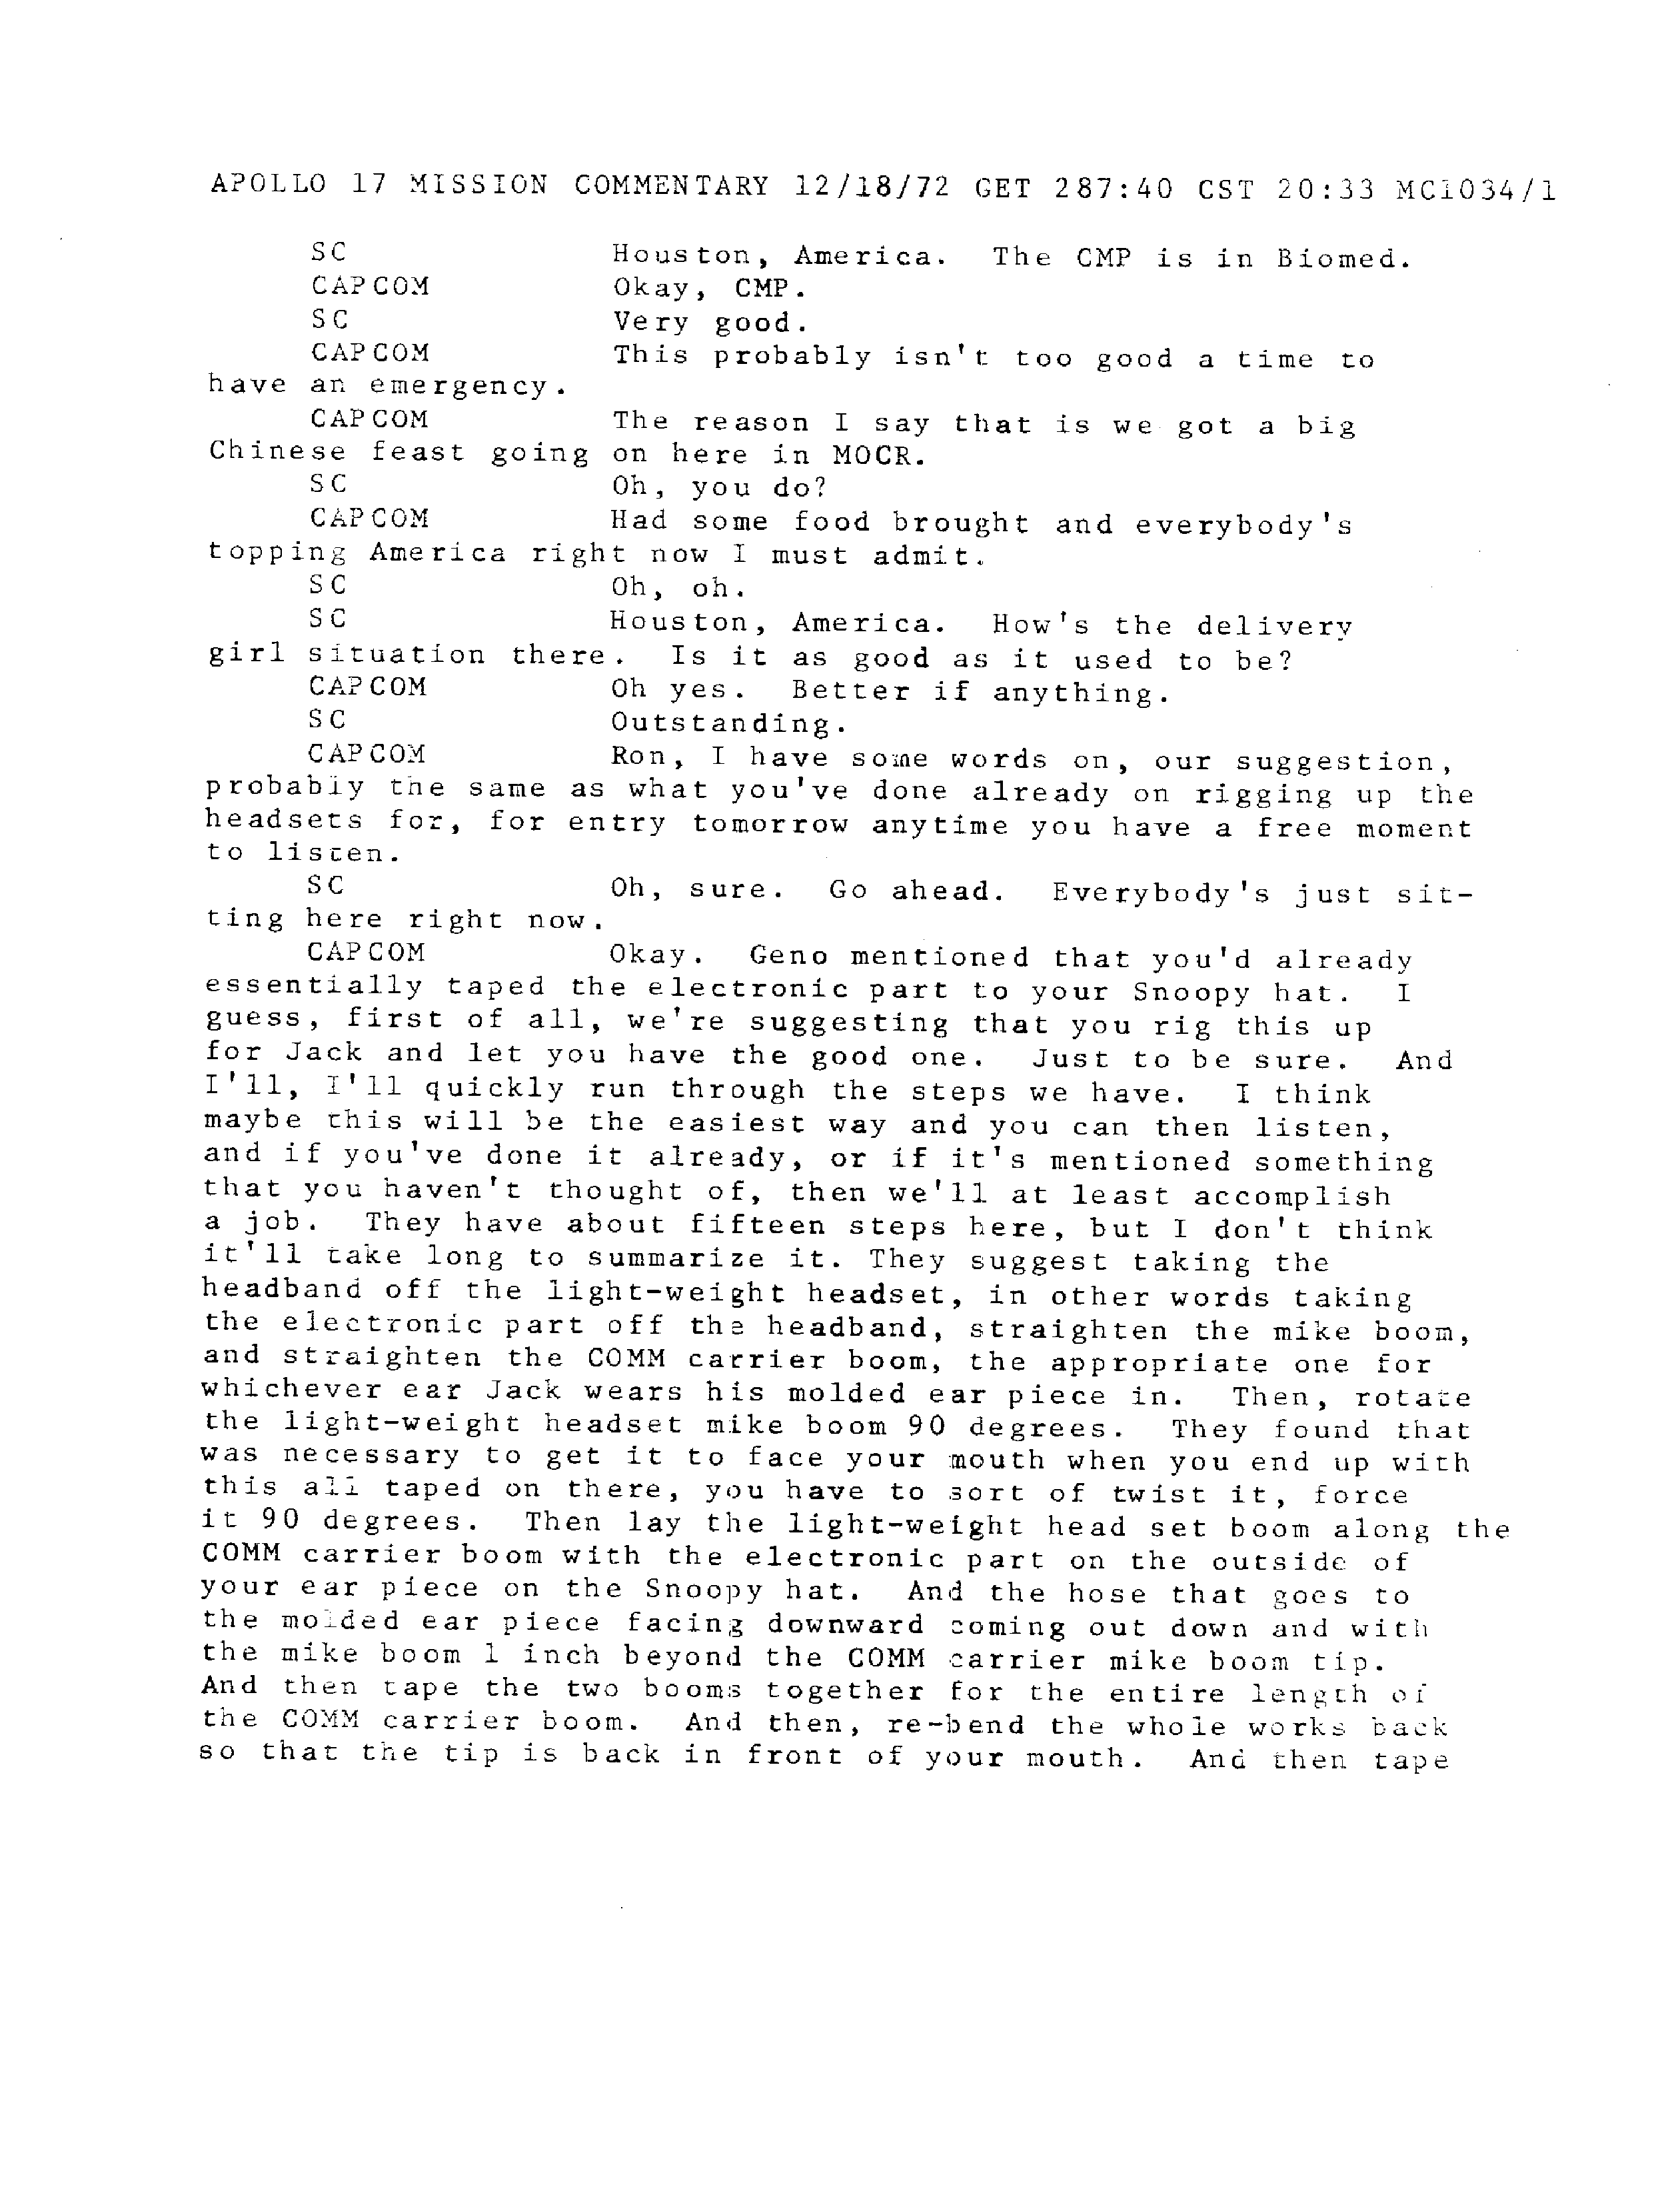 APOLLO 17 MISSION COMMENTARY 12/18/72 GET 287:40 CST 20:33 MC1034/1
SC Houston, America. The CMP is in Biomed.
CAPCOM Okay, CMP.
SC Very good.
CAPCOM This probably isn't too good a time to
have an emergency.
CAPCOM The reason I say that is we got a big
Chinese feast going on here in MOCR.
SC Oh, you do?
CAPCOM Had some food brought and everybody's
topping America right now I must admit.
SC Oh, oh.
SC Houston, America. How's the delivery
girl situation there. Is it as good as it used to be?
CAPCOM Oh yes. Better if anything.
SC Outstanding.
CAPCOM Ron, I have some words on, our suggestion,
probably the same as what you've done already on rigging up the
headsets for, for entry tomorrow anytime you have a free moment
to listen.
SC Oh, sure. Go ahead. Everybody's just sit-
ting here right now.
CAPCOM Okay. Geno mentioned that you'd already
essentially taped the electronic part to your Snoopy hat. I
guess, first of all, we're suggesting that you rig this up
for Jack and let you have the good one. Just to be sure. And
I'll, I'll quickly run through the steps we have. I think
maybe this will be the easiest way and you can then listen,
and if you've done it already, or if it's mentioned something
that you haven't thought of, then we'll at least accomplish
a job. They have about fifteen steps here, but I don't think
it'll take long to summarize it. They suggest taking the
headband off the light-weight headset, in other words taking
the electronic part off the headband, straighten the mike boom,
and straighten the COMM carrier boom, the appropriate one for
whichever ear Jack wears his molded ear piece in. Then, rotate
the light-weight headset mike boom 90 degrees. They found that
was necessary to get it to face your mouth when you end up with
this all taped on there, you have to sort of twist it, force
it 90 degrees. Then lay the light-weight head set boom along the
COMM carrier boom with the electronic part on the outside of
your ear piece on the Snoopy hat. And the hose that goes to
the molded ear piece facing downward coming out down and with
the mike boom 1 inch beyond the COMM carrier mike boom tip.
And then tape the two booms together for the entire length of
the COMM carrier boom. And then, re-bend the whole works back
so that the tip is back in front of your mouth. And then tape